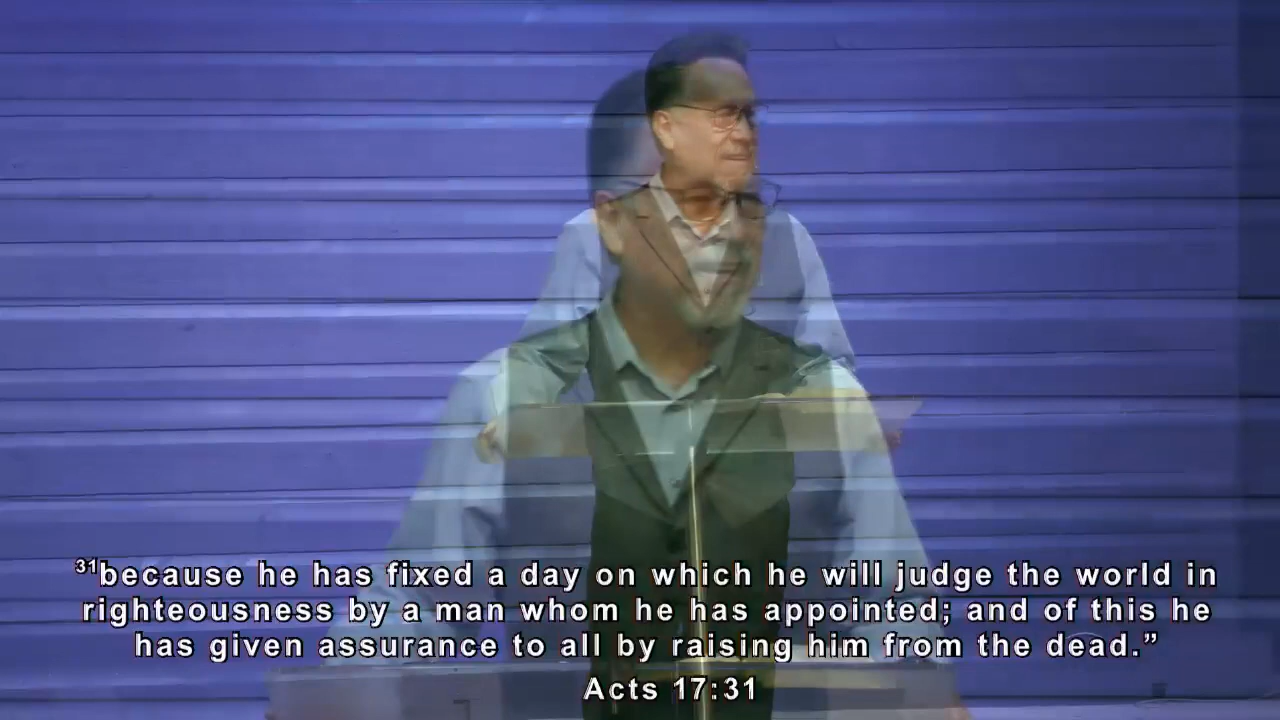 ³¹because he has fixed a day on which he will judge the world in
righteousness by a man whom he has appointed; and of this he
has given assurance to all by raising him from the dead.”
Acts 17:31